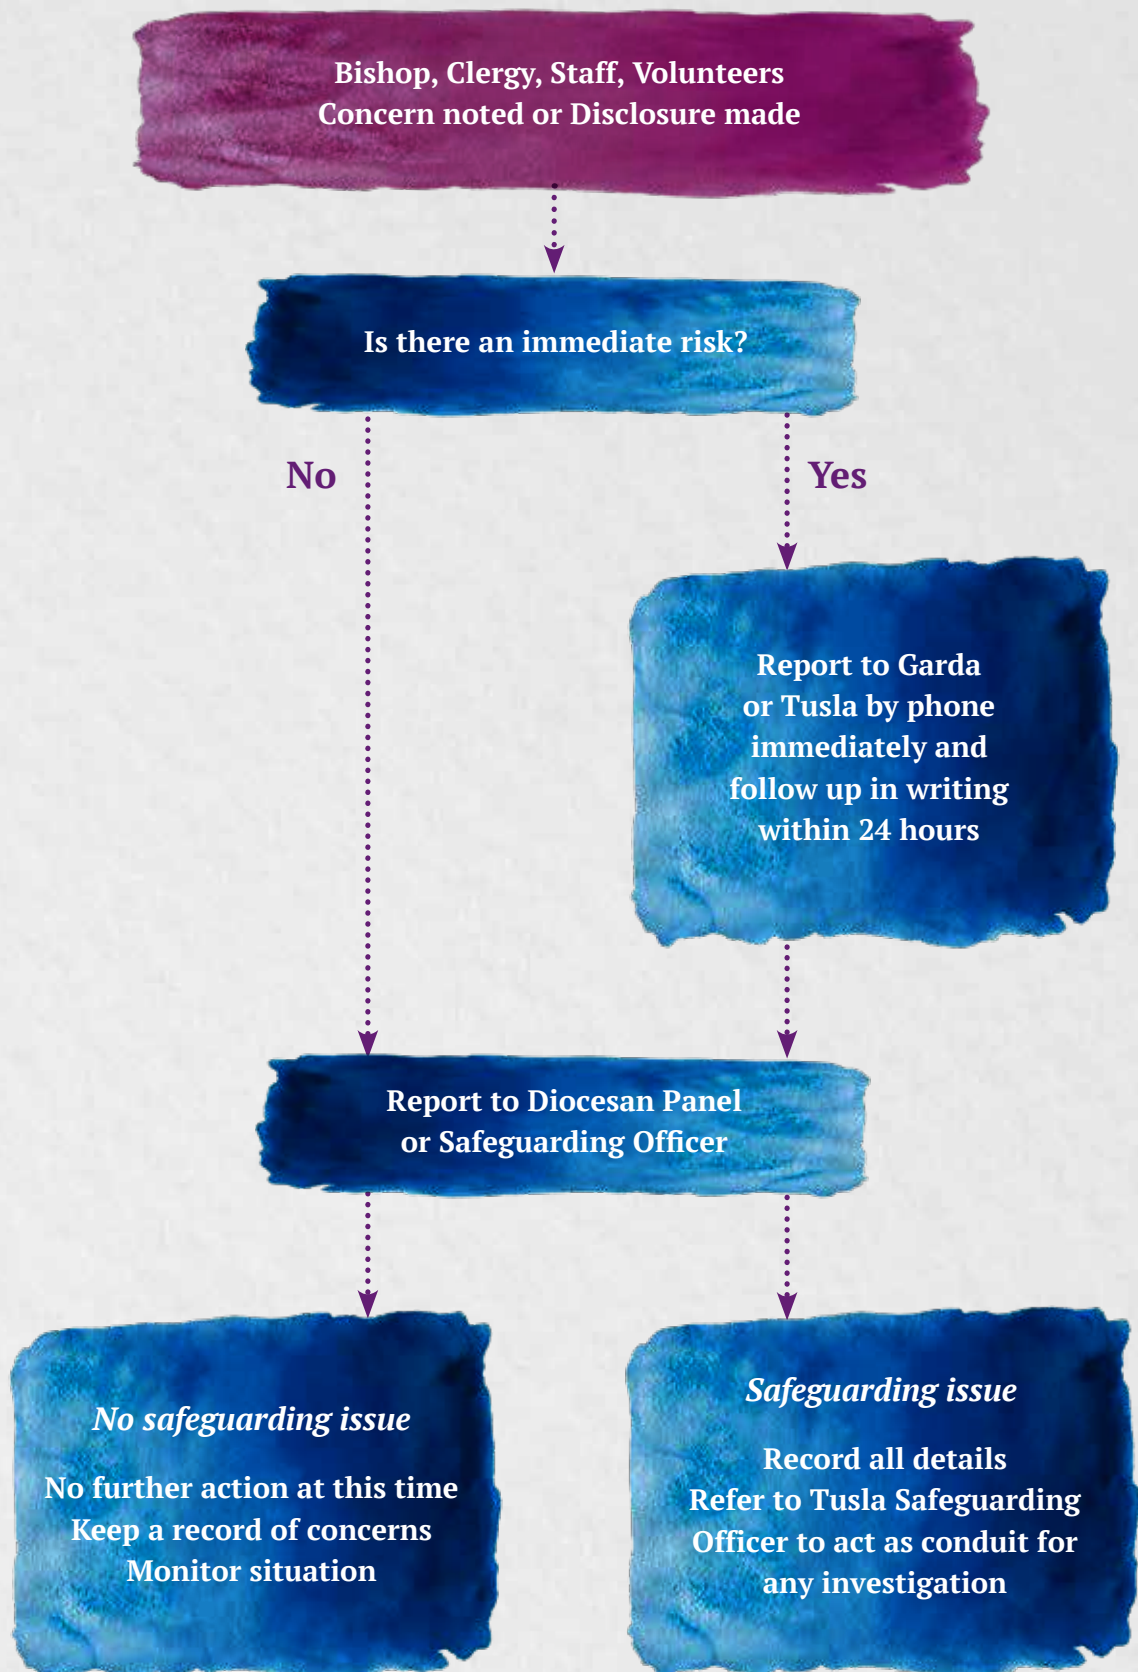 Bishop, Clergy, Staff, Volunteers
Concern noted or Disclosure made
Is there an immediate risk?
No
Yes
Report to Garda
or Tusla by phone
immediately and
follow up in writing
within 24 hours
Report to Diocesan Panel
or Safeguarding Officer
No safeguarding issue
No further action at this time
Keep a record of concerns
Monitor situation
Safeguarding issue
Record all details
Refer to Tusla Safeguarding
Officer to act as conduit for
any investigation